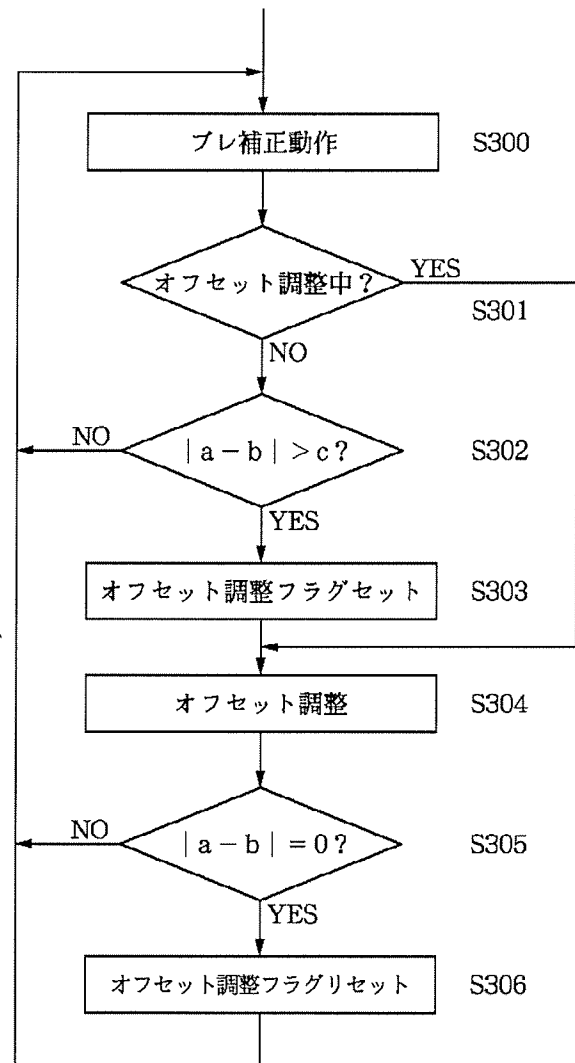 ブレ補正動作 S300
オフセット調整中？ YES
S301
NO
NO |a－b|＞c？ S302
YES
オフセット調整フラグセット S303
オフセット調整 S304
NO |a－b|＝0？ S305
YES
オフセット調整フラグリセット S306